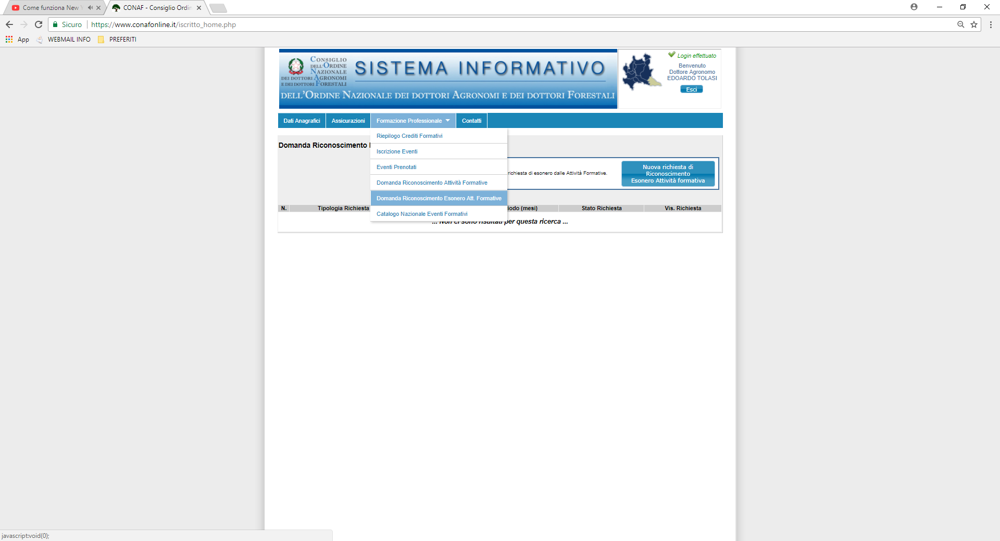 Come funziona New
CONAF - Consiglio Ordin
Sicuro
https://www.conafonline.it/iscritto_home.php
App
WEBMAIL INFO
PREFERITI
CONSIGLIO
DELL'ORDINE
NAZIONALE
DEI DOTTORI AGRONOMI
E DEI DOTTORI FORESTALI
SISTEMA INFORMATIVO
DELL'ORDINE NAZIONALE DEI DOTTORI AGRONOMI E DEI DOTTORI FORESTALI
Login effettuato
Benvenuto
Dottore Agronomo
EDOARDO TOLASI
Esci
Dati Anagrafici
Assicurazioni
Formazione Professionale
Contatti
Riepilogo Crediti Formativi
Iscrizione Eventi
Eventi Prenotati
Domanda Riconoscimento Attività Formative
Domanda Riconoscimento Esonero Att. Formative
Catalogo Nazionale Eventi Formativi
Domanda Riconoscimento
richiesta di esonero dalle Attività Formative.
Nuova richiesta di
Riconoscimento
Esonero Attività formativa
N.
Tipologia Richiesta
iodo (mesi)
Stato Richiesta
Vis. Richiesta
... Non ci sono risultati per questa ricerca ...
javascript:void(0);